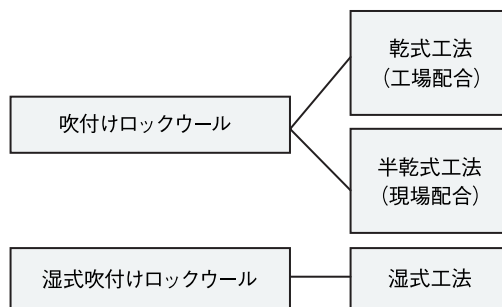 吹付けロックウール
乾式工法
（工場配合）
半乾式工法
（現場配合）
湿式吹付けロックウール
湿式工法